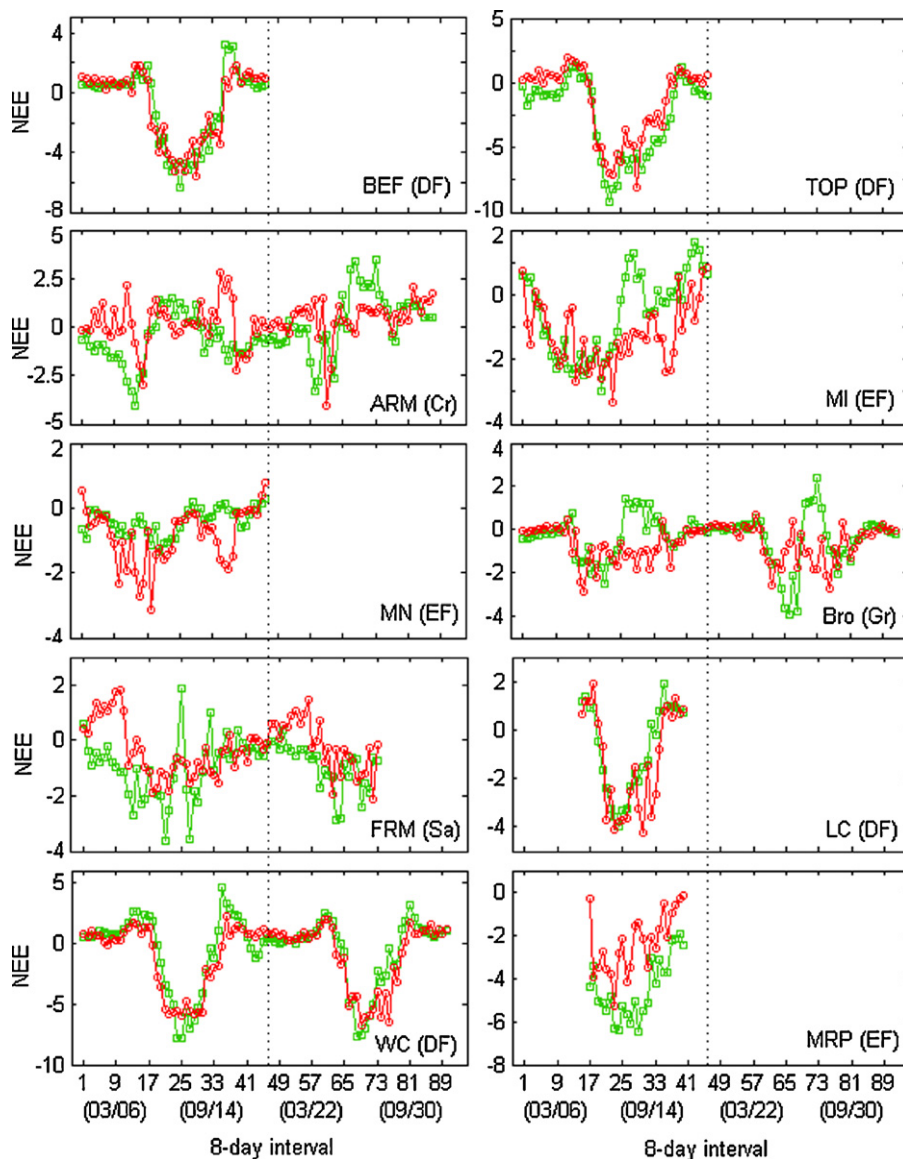 4
0
-4
-8
NEE
BEF (DF)
5
0
-5
-10
TOP (DF)
5
2.5
0
-2.5
-5
NEE
ARM (Cr)
2
0
-2
-4
MI (EF)
2
0
-2
-4
NEE
MN (EF)
4
2
0
-2
-4
Bro (Gr)
2
0
-2
-4
NEE
FRM (Sa)
2
0
-2
-4
LC (DF)
5
0
-5
-10
NEE
WC (DF)
0
-2
-4
-6
-8
MRP (EF)
1 9 17 25 33 41 49 57 65 73 81 89
(03/06) (09/14) (03/22) (09/30)
8-day interval
1 9 17 25 33 41 49 57 65 73 81 89
(03/06) (09/14) (03/22) (09/30)
8-day interval